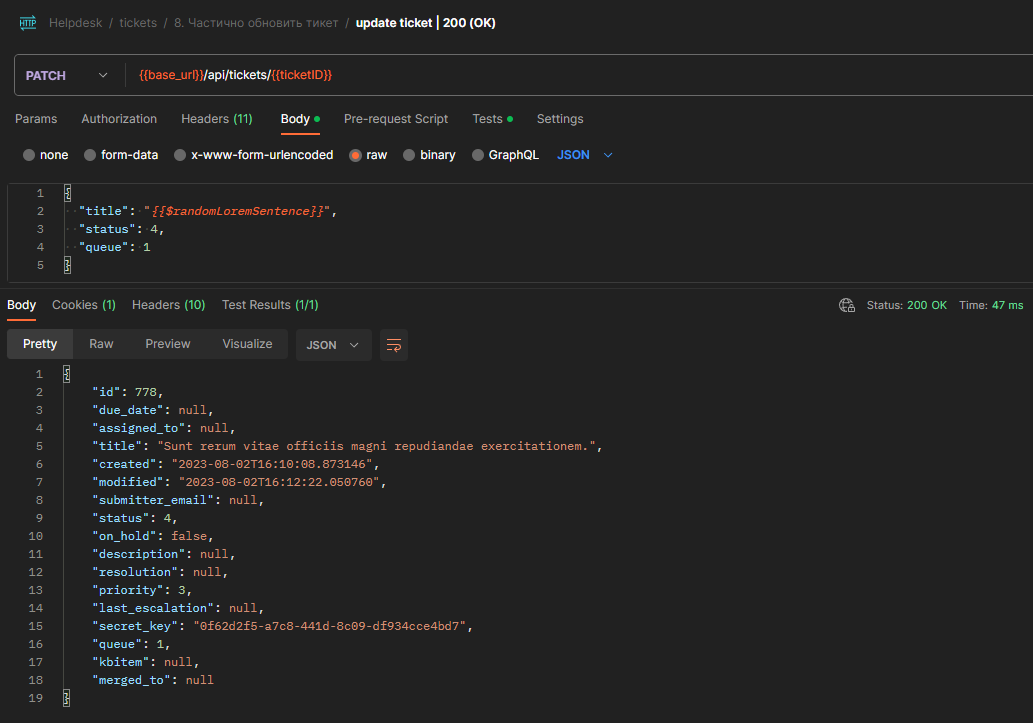 HTTP Helpdesk / tickets / 8. Частично обновить тикет / update ticket | 200 (OK)
PATCH {{base_url}}/api/tickets/{{ticketID}}
Params Authorization Headers (11) Body Pre-request Script Tests Settings
none form-data x-www-form-urlencoded raw binary GraphQL JSON
1 {
2 "title": "{{$randomLoremSentence}}",
3 "status": 4,
4 "queue": 1
5 }
Body Cookies (1) Headers (10) Test Results (1/1) Status: 200 OK Time: 47 ms
Pretty Raw Preview Visualize JSON
1 {
2 "id": 778,
3 "due_date": null,
4 "assigned_to": null,
5 "title": "Sunt rerum vitae officiis magni repudiandae exercitationem.",
6 "created": "2023-08-02T16:10:08.873146",
7 "modified": "2023-08-02T16:12:22.050760",
8 "submitter_email": null,
9 "status": 4,
10 "on_hold": false,
11 "description": null,
12 "resolution": null,
13 "priority": 3,
14 "last_escalation": null,
15 "secret_key": "0f62d2f5-a7c8-441d-8c09-df934cce4bd7",
16 "queue": 1,
17 "kbitem": null,
18 "merged_to": null
19 }